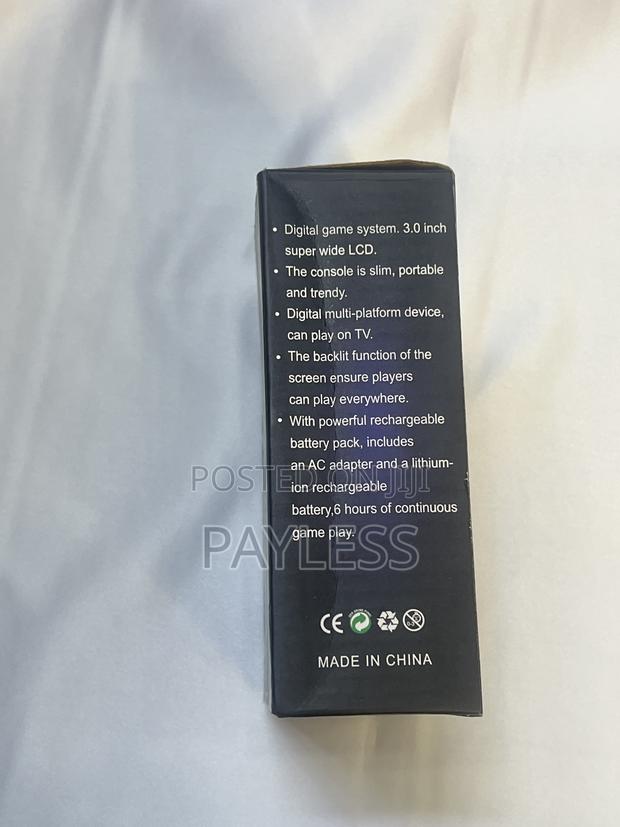 • Digital game system. 3.0 inch
super wide LCD.
• The console is slim, portable
and trendy.
• Digital multi-platform device,
can play on TV.
• The backlit function of the
screen ensure players
can play everywhere.
• With powerful rechargeable
battery pack, includes
an AC adapter and a lithium-
ion rechargeable
battery,6 hours of continuous
game play.
POSTED ON JIJI
PAYLESS
CE
0-3
MADE IN CHINA